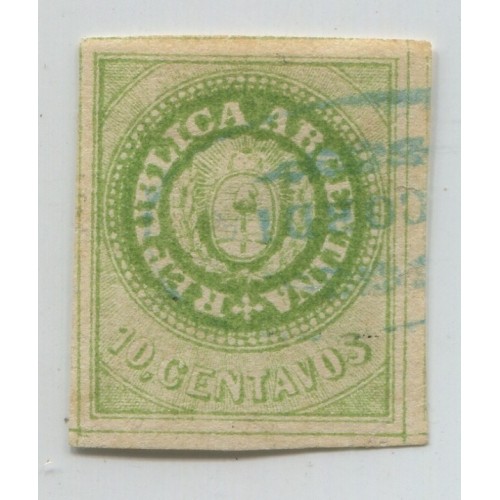 REPUBLICA ARGENTINA
10, CENTAVOS